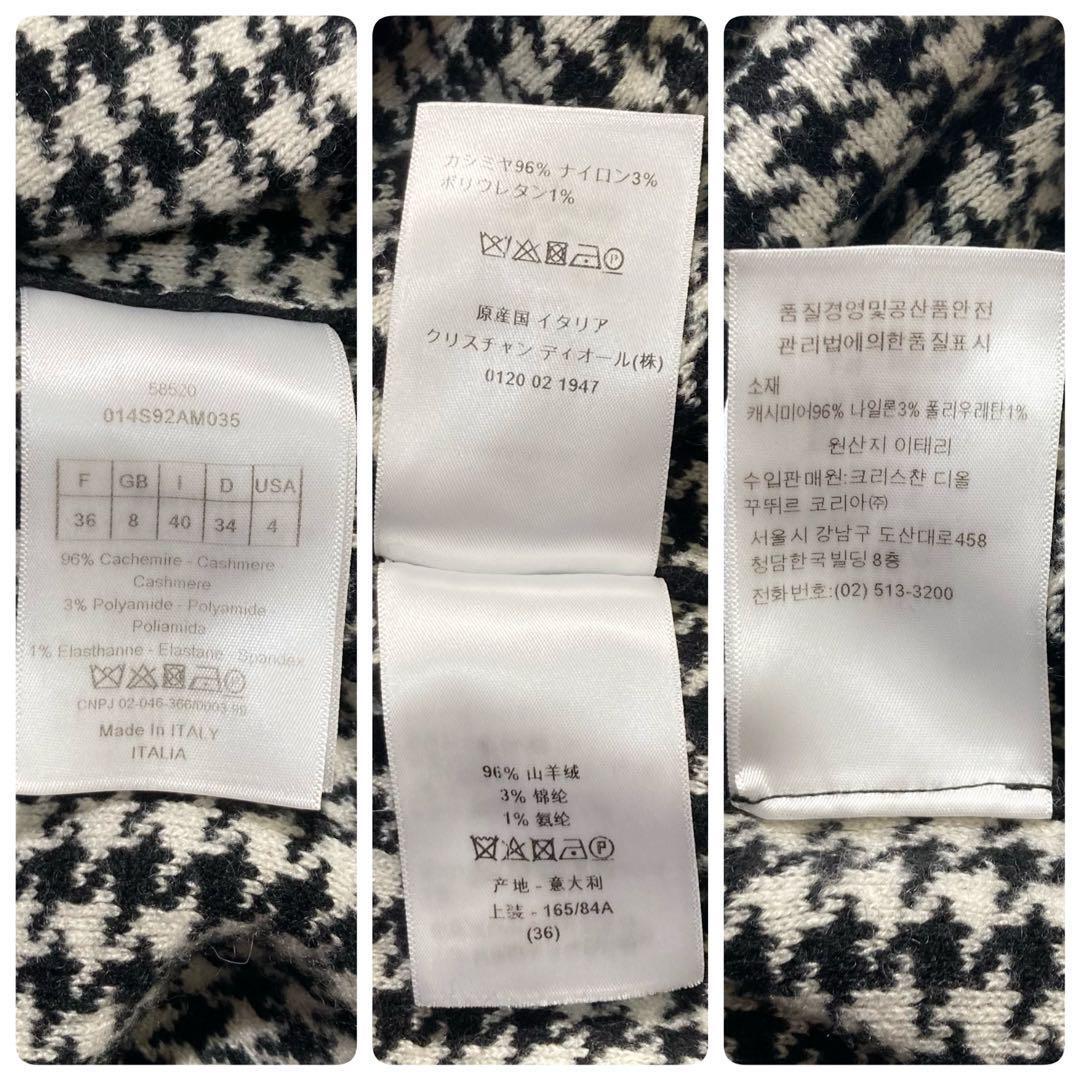 58520
014S92AM035
F GB I D USA
36 8 40 34 4
96% Cachemire - Cashmere
Cashmere
3% Polyamide - Polyamide
Poliamida
1% Elasthanne - Elastane - Spandex
CNPJ 02-046-366/0003-99
Made In ITALY
ITALIA
カシミヤ96% ナイロン3%
ポリウレタン1%
原産国 イタリア
クリスチャン ディオール(株)
0120 02 1947
96% 山羊绒
3% 锦纶
1% 氨纶
产地 - 意大利
上装 - 165/84A
(36)
품질경영및공산품안전
관리법에의한품질표시
소재
캐시미어96% 나일론3% 폴리우레탄1%
원산지 이태리
수입판매원:크리스챤 디올
꾸뛰르 코리아㈜
서울시 강남구 도산대로458
청담한국빌딩 8층
전화번호:(02) 513-3200